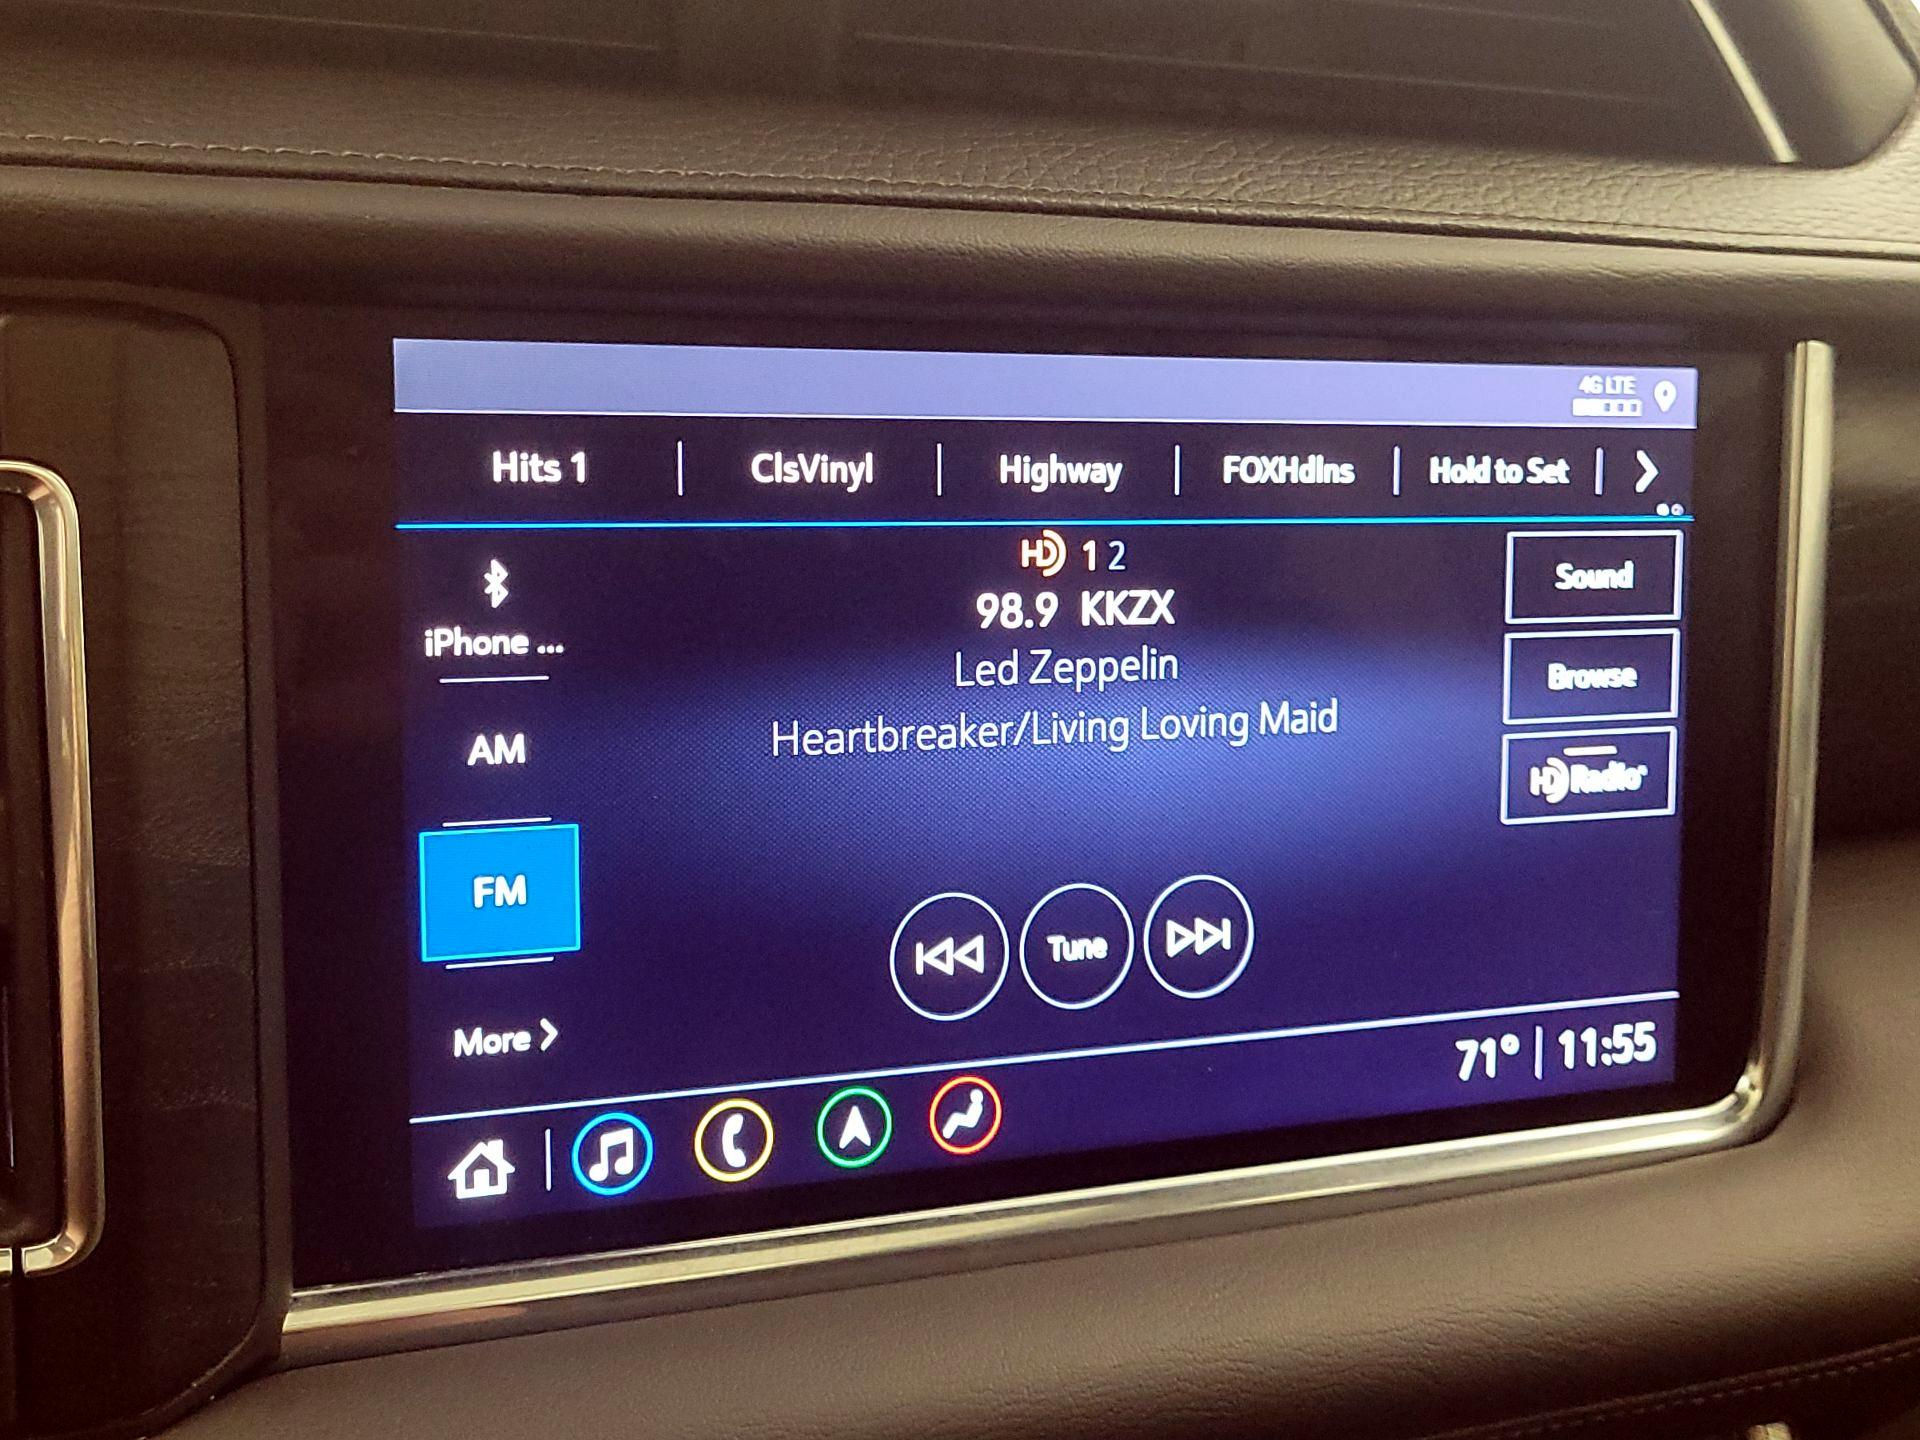 4G LTE
Hits 1 ClsVinyl Highway FOXHdlns Hold to Set
HD 1 2
98.9 KKZX
Led Zeppelin
Heartbreaker/Living Loving Maid
iPhone ...
AM
FM
More
Sound
Browse
HD Radio®
Tune
71° 11:55